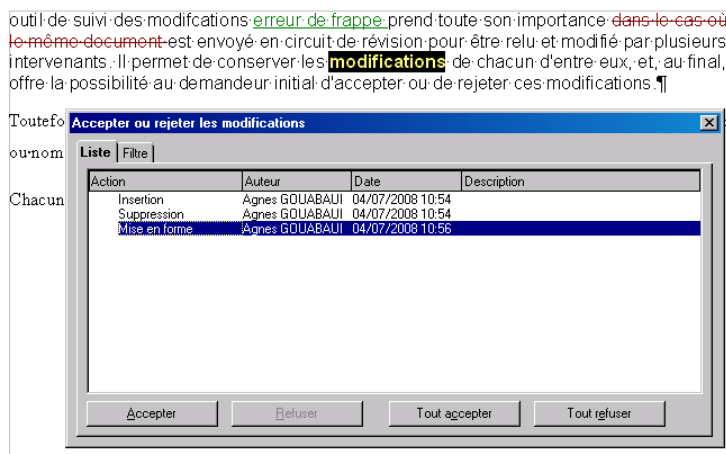 outil de suivi des modifcations erreur de frappe prend toute son importance dans le cas où
le même document est envoyé en circuit de révision pour être relu et modifié par plusieurs
intervenants. Il permet de conserver les modifications de chacun d'entre eux, et, au final,
offre la possibilité au demandeur initial d'accepter ou de rejeter ces modifications.¶
Toutefo
Accepter ou rejeter les modifications
ou nom
Liste Filtre
Action Auteur Date Description
Chacun
Insertion Agnes GOUABAUI 04/07/2008 10:54
Suppression Agnes GOUABAUI 04/07/2008 10:54
Mise en forme Agnes GOUABAUI 04/07/2008 10:56
Accepter Refuser Tout accepter Tout refuser